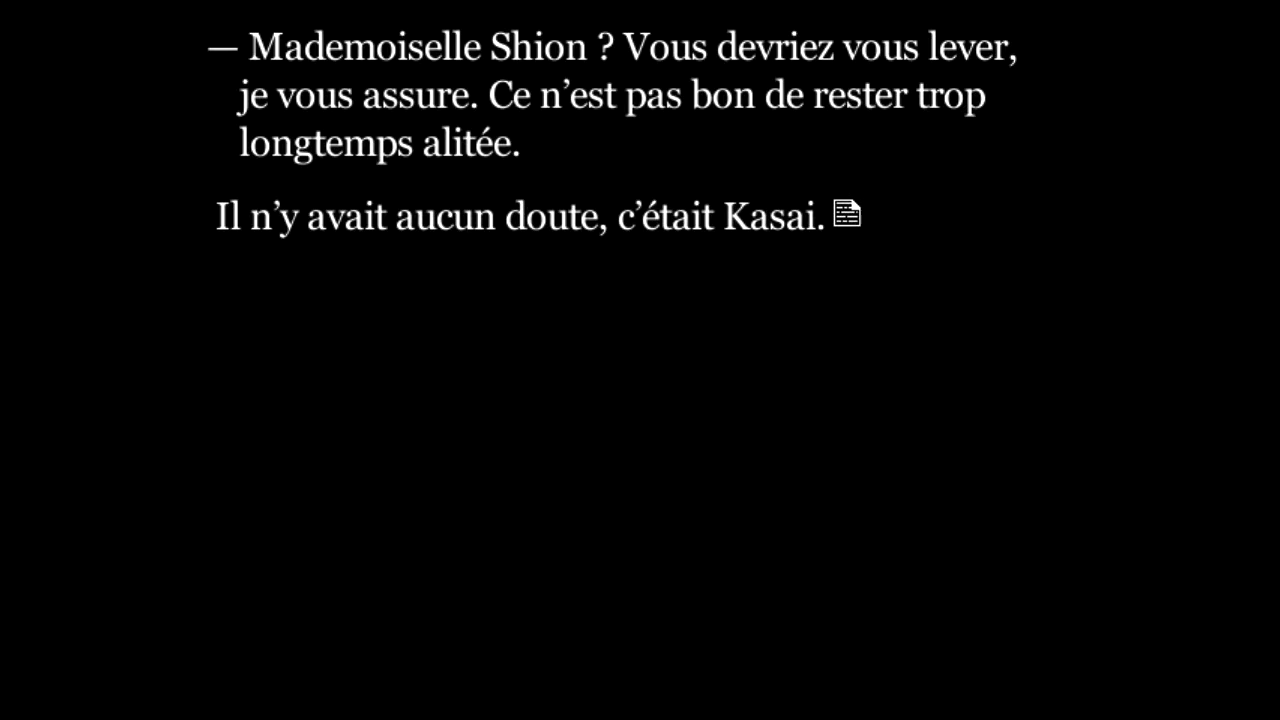 — Mademoiselle Shion ? Vous devriez vous lever,
je vous assure. Ce n’est pas bon de rester trop
longtemps alitée.
Il n’y avait aucun doute, c’était Kasai.